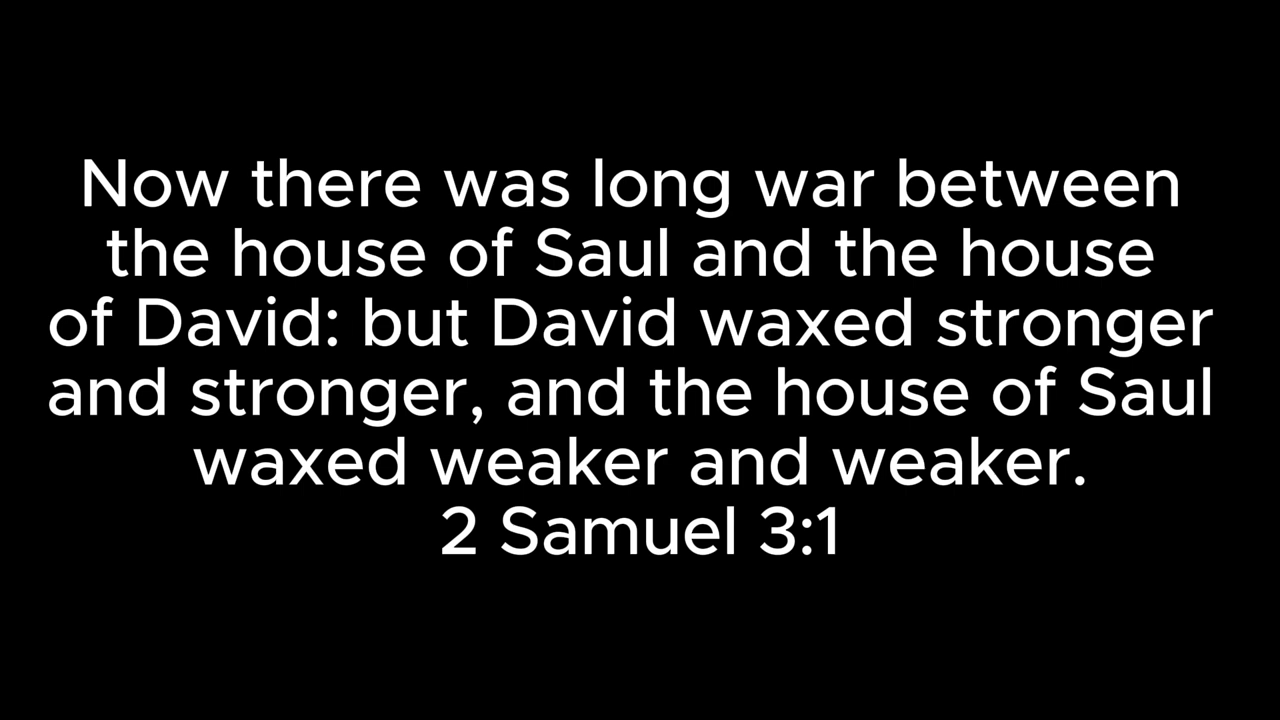 Now there was long war between
the house of Saul and the house
of David: but David waxed stronger
and stronger, and the house of Saul
waxed weaker and weaker.
2 Samuel 3:1